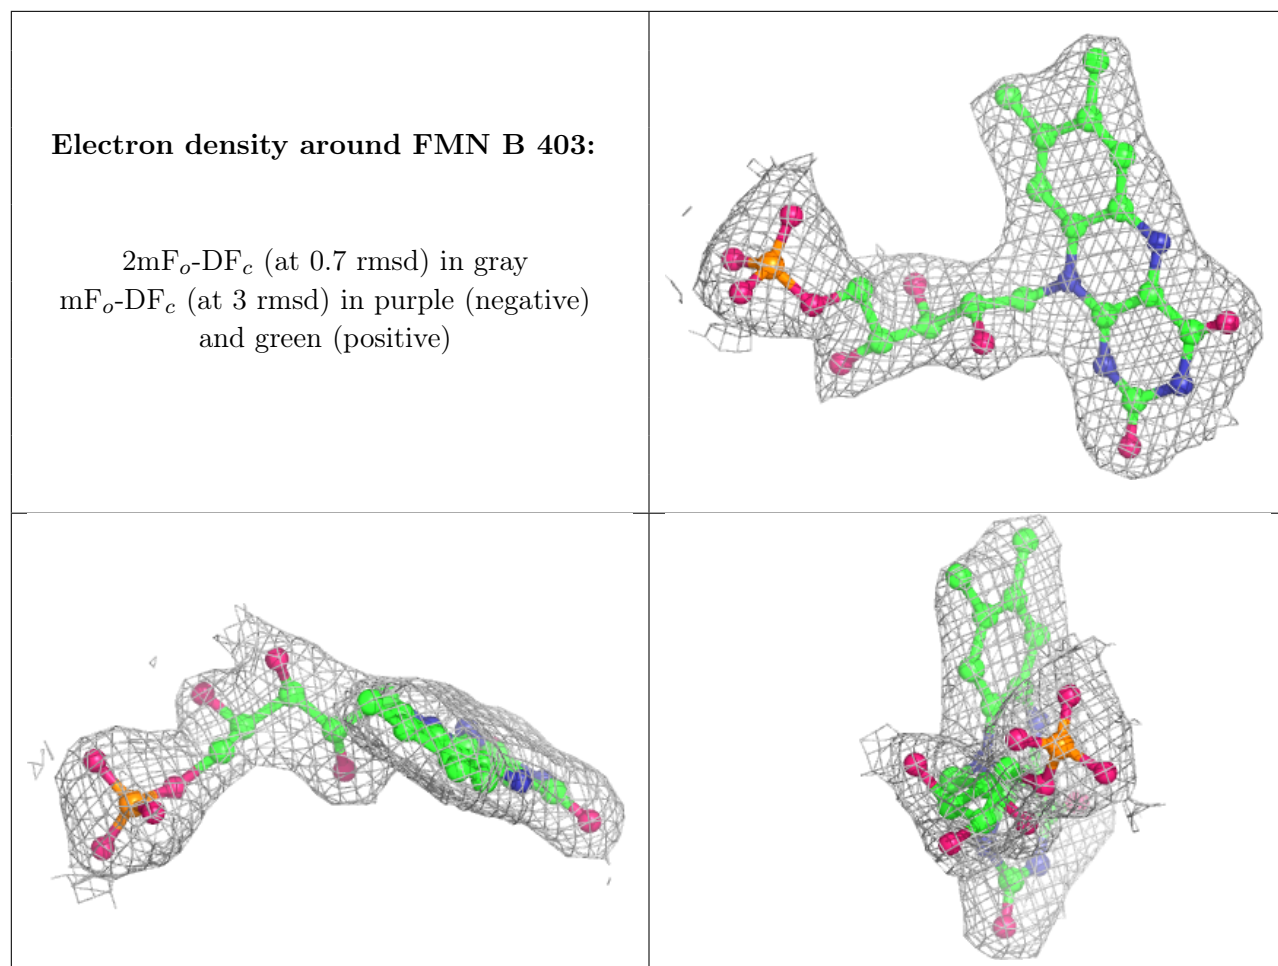 Electron density around FMN B 403:
2mFo-DFc (at 0.7 rmsd) in gray
mFo-DFc (at 3 rmsd) in purple (negative)
and green (positive)